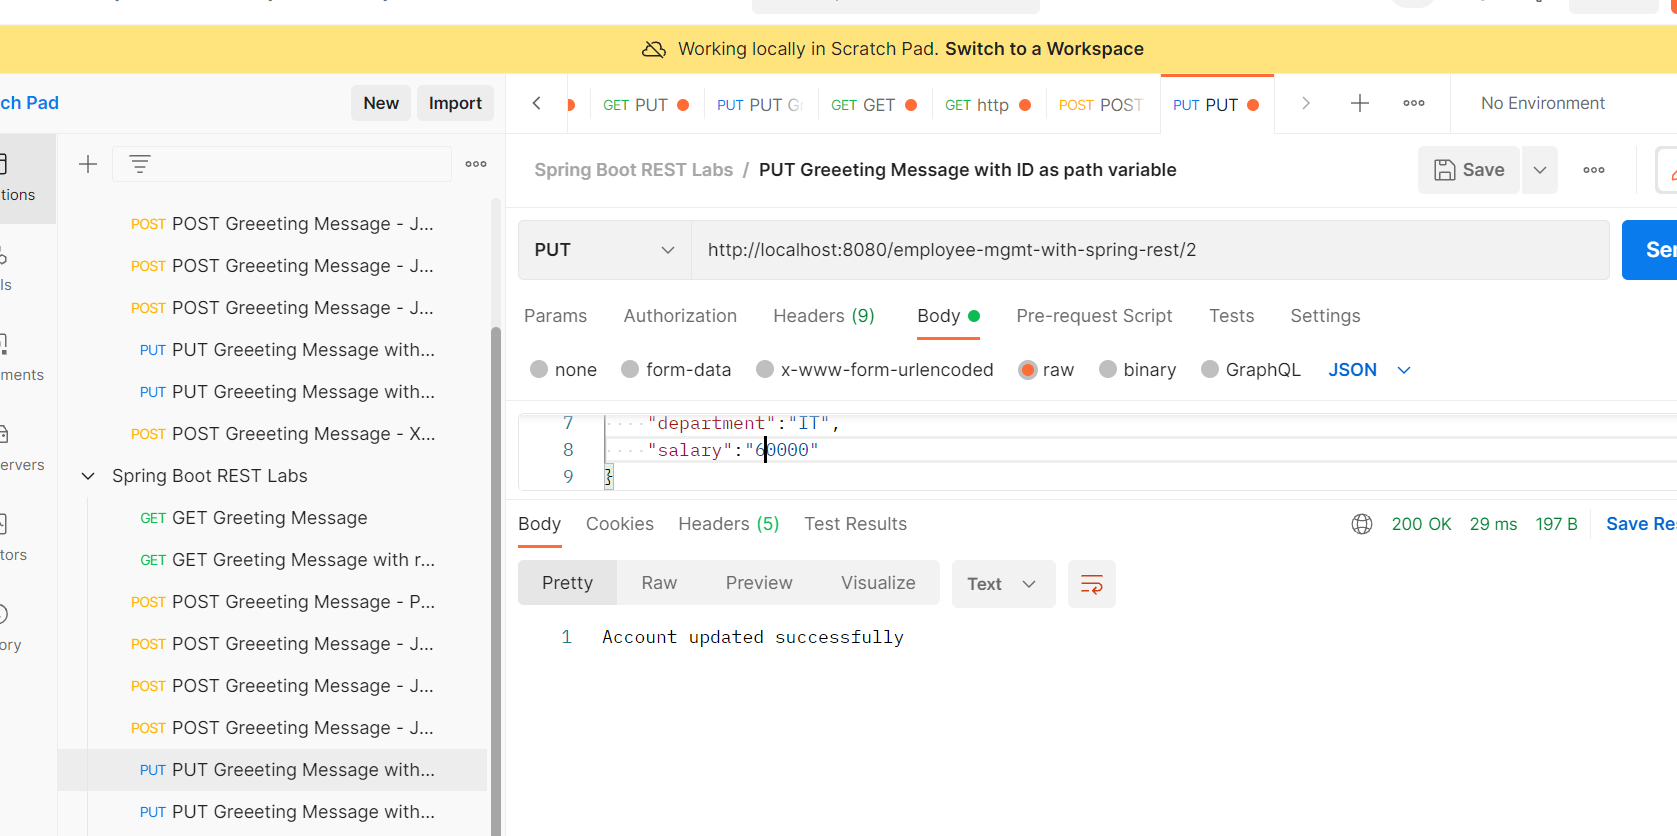 Working locally in Scratch Pad. Switch to a Workspace
ch Pad
New
Import
GET PUT
PUT PUT Gr
GET GET
GET http
POST POST
PUT PUT
No Environment
tions
ls
ments
ervers
tors
ory
POST POST Greeeting Message - J...
POST POST Greeeting Message - J...
POST POST Greeeting Message - J...
PUT PUT Greeeting Message with...
PUT PUT Greeeting Message with...
POST POST Greeeting Message - X...
Spring Boot REST Labs
GET GET Greeting Message
GET GET Greeting Message with r...
POST POST Greeeting Message - P...
POST POST Greeeting Message - J...
POST POST Greeeting Message - J...
POST POST Greeeting Message - J...
PUT PUT Greeeting Message with...
PUT PUT Greeeting Message with...
Spring Boot REST Labs / PUT Greeeting Message with ID as path variable
Save
PUT
http://localhost:8080/employee-mgmt-with-spring-rest/2
Ser
Params
Authorization
Headers (9)
Body
Pre-request Script
Tests
Settings
none
form-data
x-www-form-urlencoded
raw
binary
GraphQL
JSON
7 "department":"IT",
8 "salary":"60000"
9 }
Body
Cookies
Headers (5)
Test Results
200 OK
29 ms
197 B
Save Res
Pretty
Raw
Preview
Visualize
Text
1 Account updated successfully